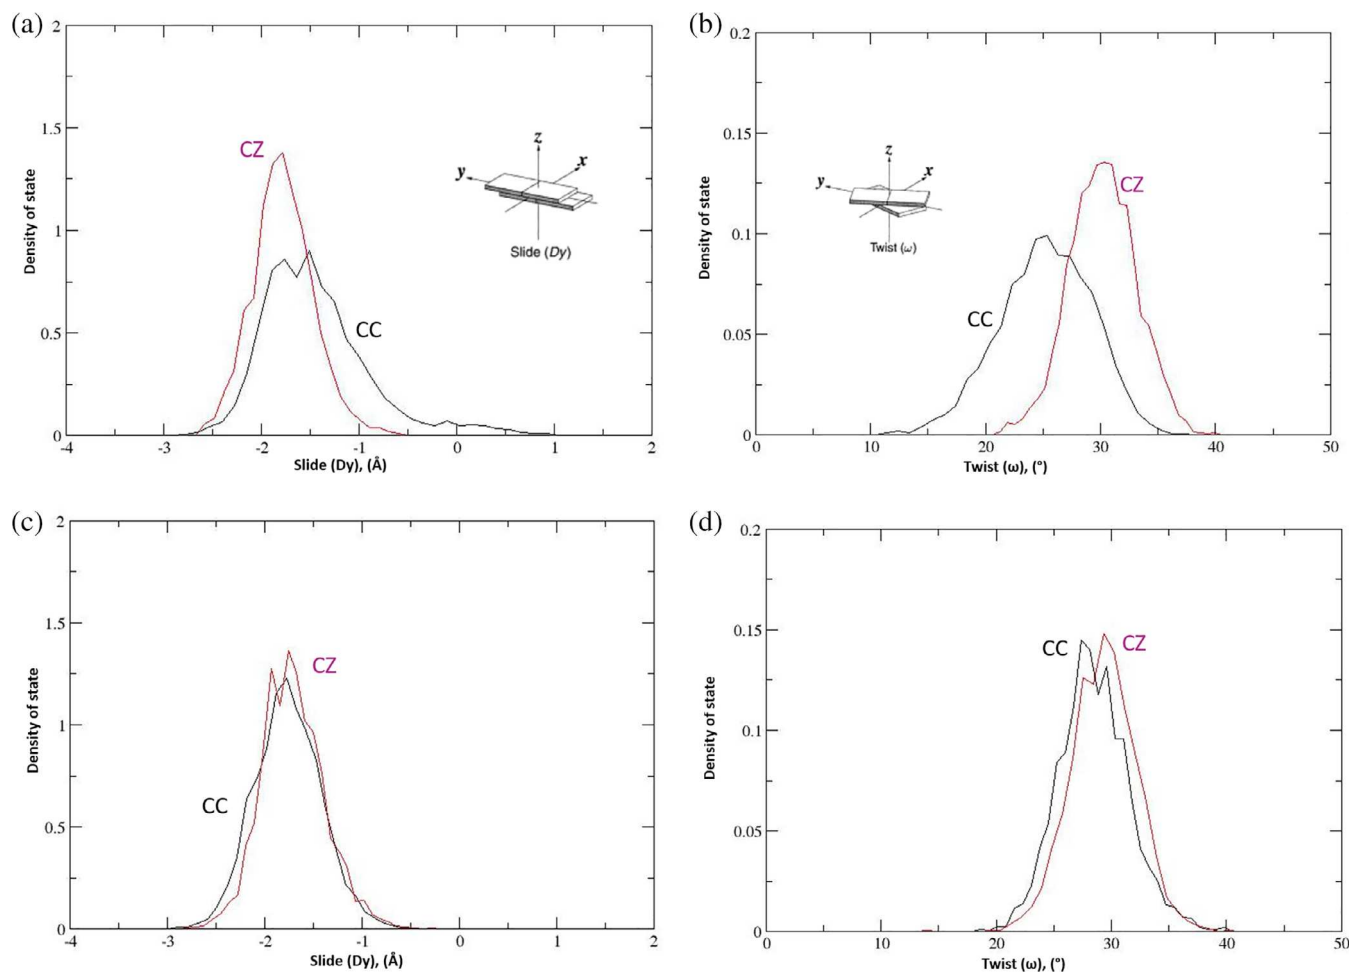 (a)
2
1.5
1
0.5
0
Density of state
CZ
CC
z
x
y
Slide (Dy)
-4
-3
-2
-1
0
1
2
Slide (Dy), (Å)
(b)
0.2
0.15
0.1
0.05
0
Density of state
CZ
CC
z
x
y
Twist (ω)
0
10
20
30
40
50
Twist (ω), (°)
(c)
2
1.5
1
0.5
0
Density of state
CZ
CC
-4
-3
-2
-1
0
1
2
Slide (Dy), (Å)
(d)
0.2
0.15
0.1
0.05
0
Density of state
CC
CZ
0
10
20
30
40
50
Twist (ω), (°)